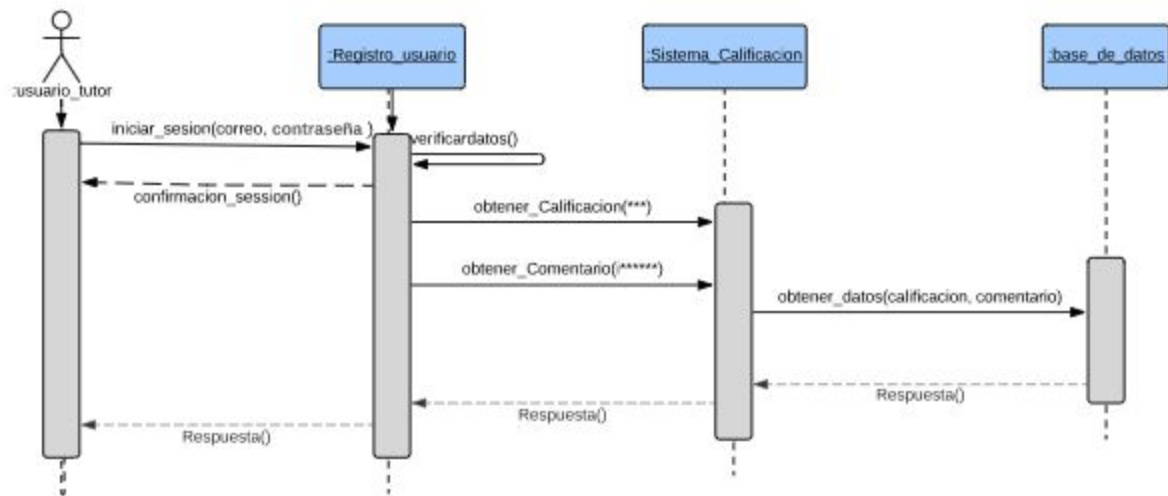 :Registro_usuario
:Sistema_Calificacion
:base_de_datos
:usuario_tutor
iniciar_sesion(correo, contraseña )
verificardatos()
confirmacion_session()
obtener_Calificacion(***)
obtener_Comentario(i******)
obtener_datos(calificacion, comentario)
Respuesta()
Respuesta()
Respuesta()